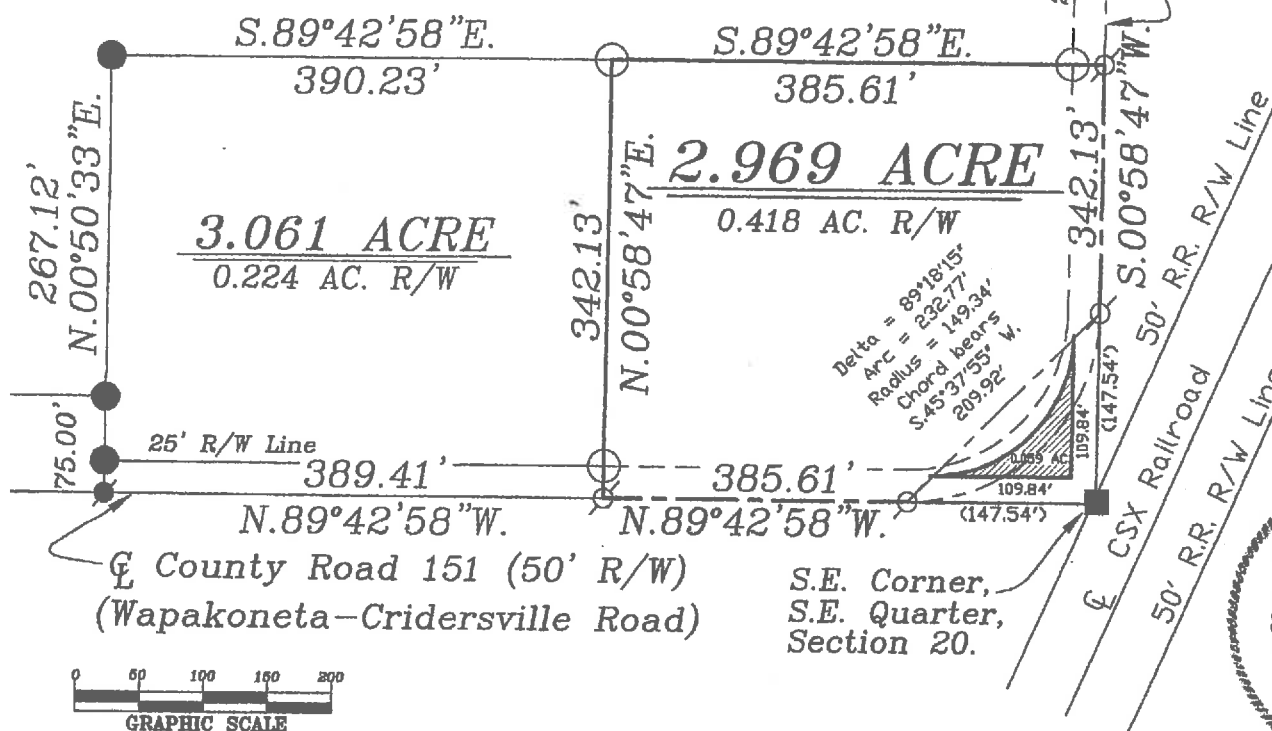 S.89°42'58"E.
390.23'
S.89°42'58"E.
385.61'
267.12'
N.00°50'33"E.
3.061 ACRE
0.224 AC. R/W
342.13'
N.00°58'47"E.
2.969 ACRE
0.418 AC. R/W
342.13'
S.00°58'47"W.
Delta = 89°18'15"
Arc = 232.77'
Radius = 149.34'
Chord bears
S.45°37'55" W.
209.92'
50' R.R. R/W Line
75.00'
25' R/W Line
389.41'
N.89°42'58"W.
385.61'
N.89°42'58"W.
0.059 AC
109.84'
(147.54')
109.84'
(147.54')
℄ CSX Railroad
50' R.R. R/W Line
℄ County Road 151 (50' R/W)
(Wapakoneta-Cridersville Road)
S.E. Corner,
S.E. Quarter,
Section 20.
0 50 100 150 200
GRAPHIC SCALE